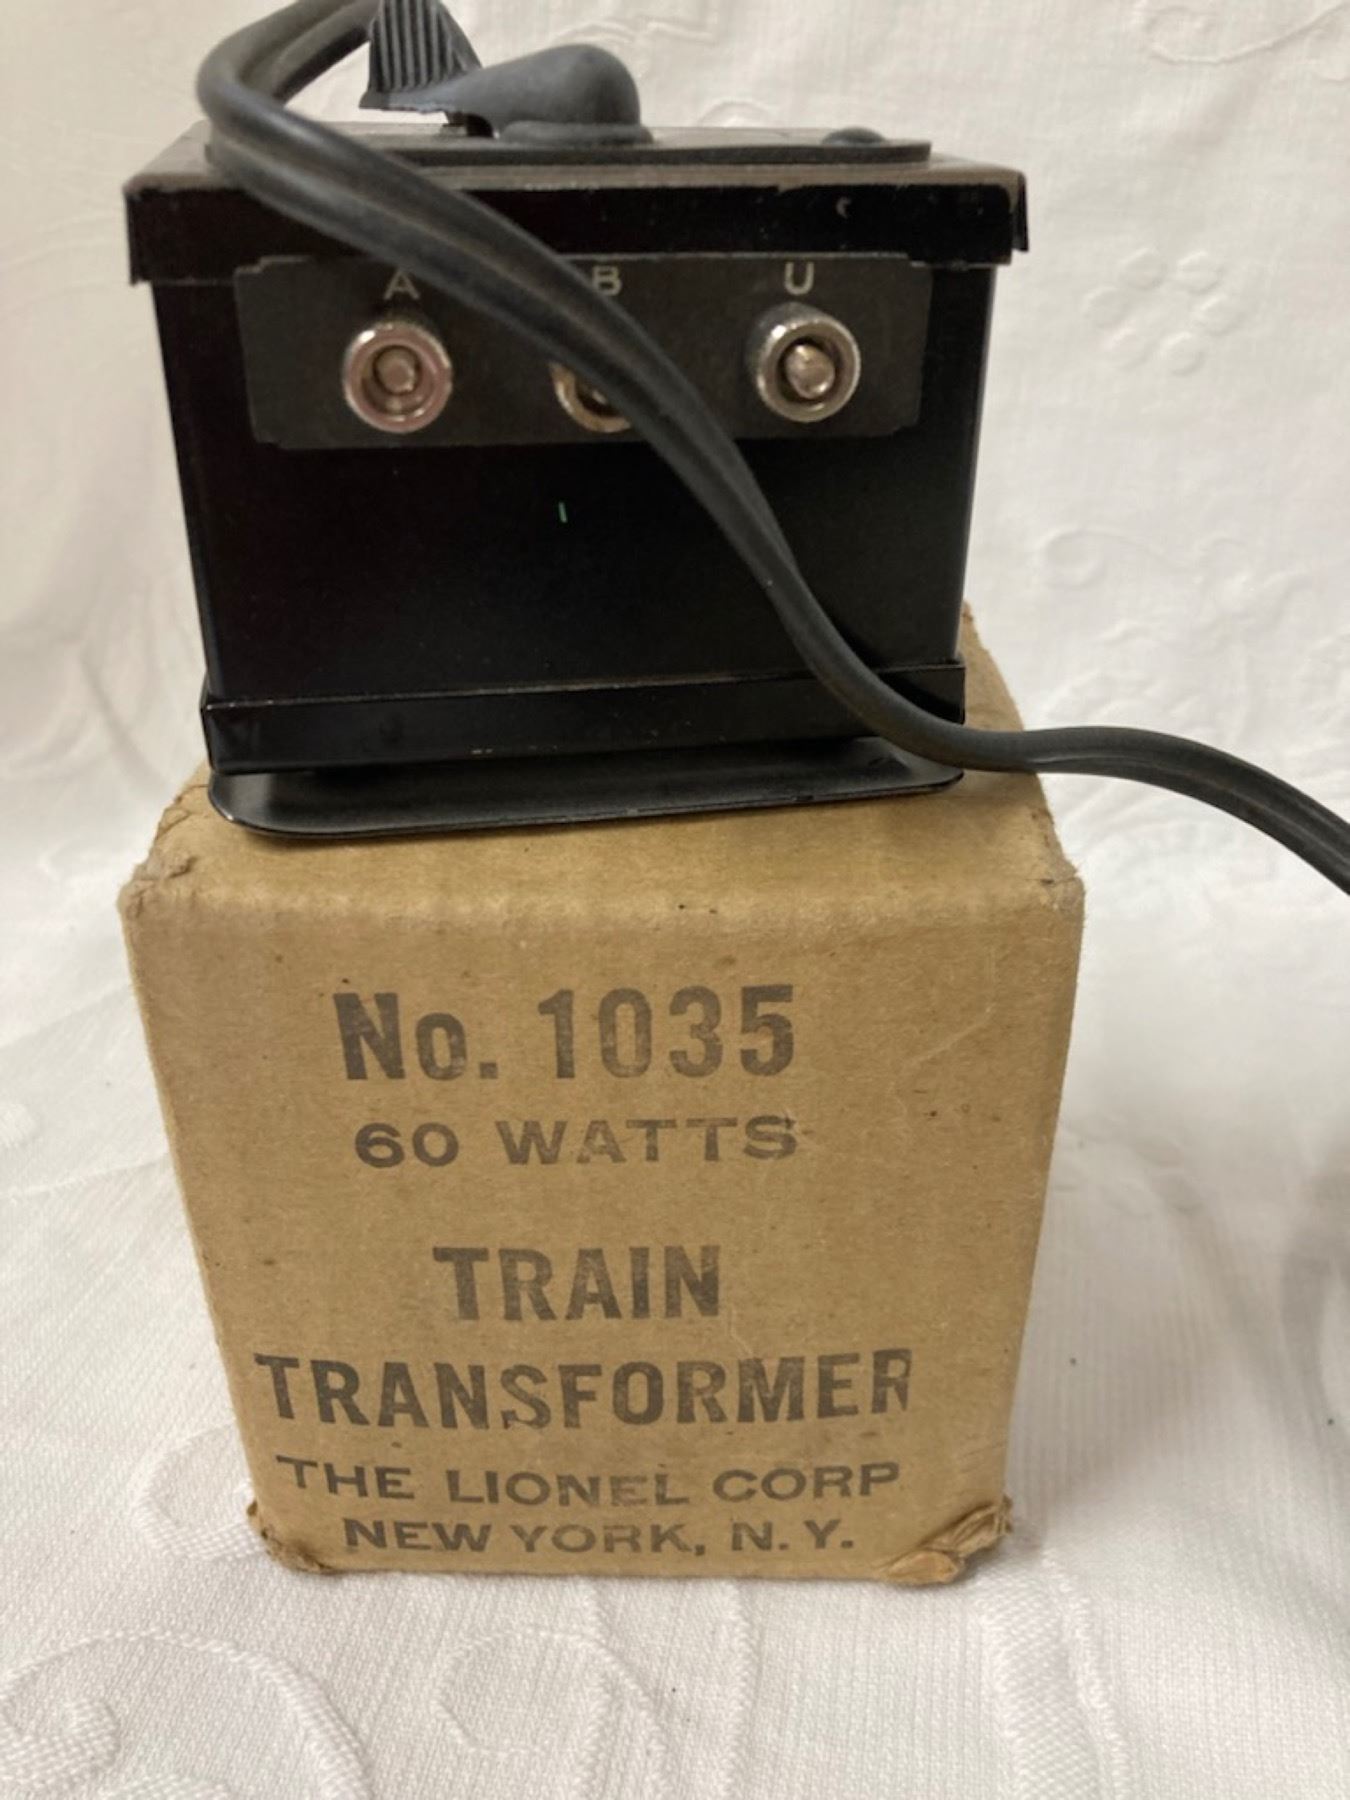 A B U
No. 1035
60 WATTS
TRAIN
TRANSFORMER
THE LIONEL CORP
NEW YORK, N.Y.